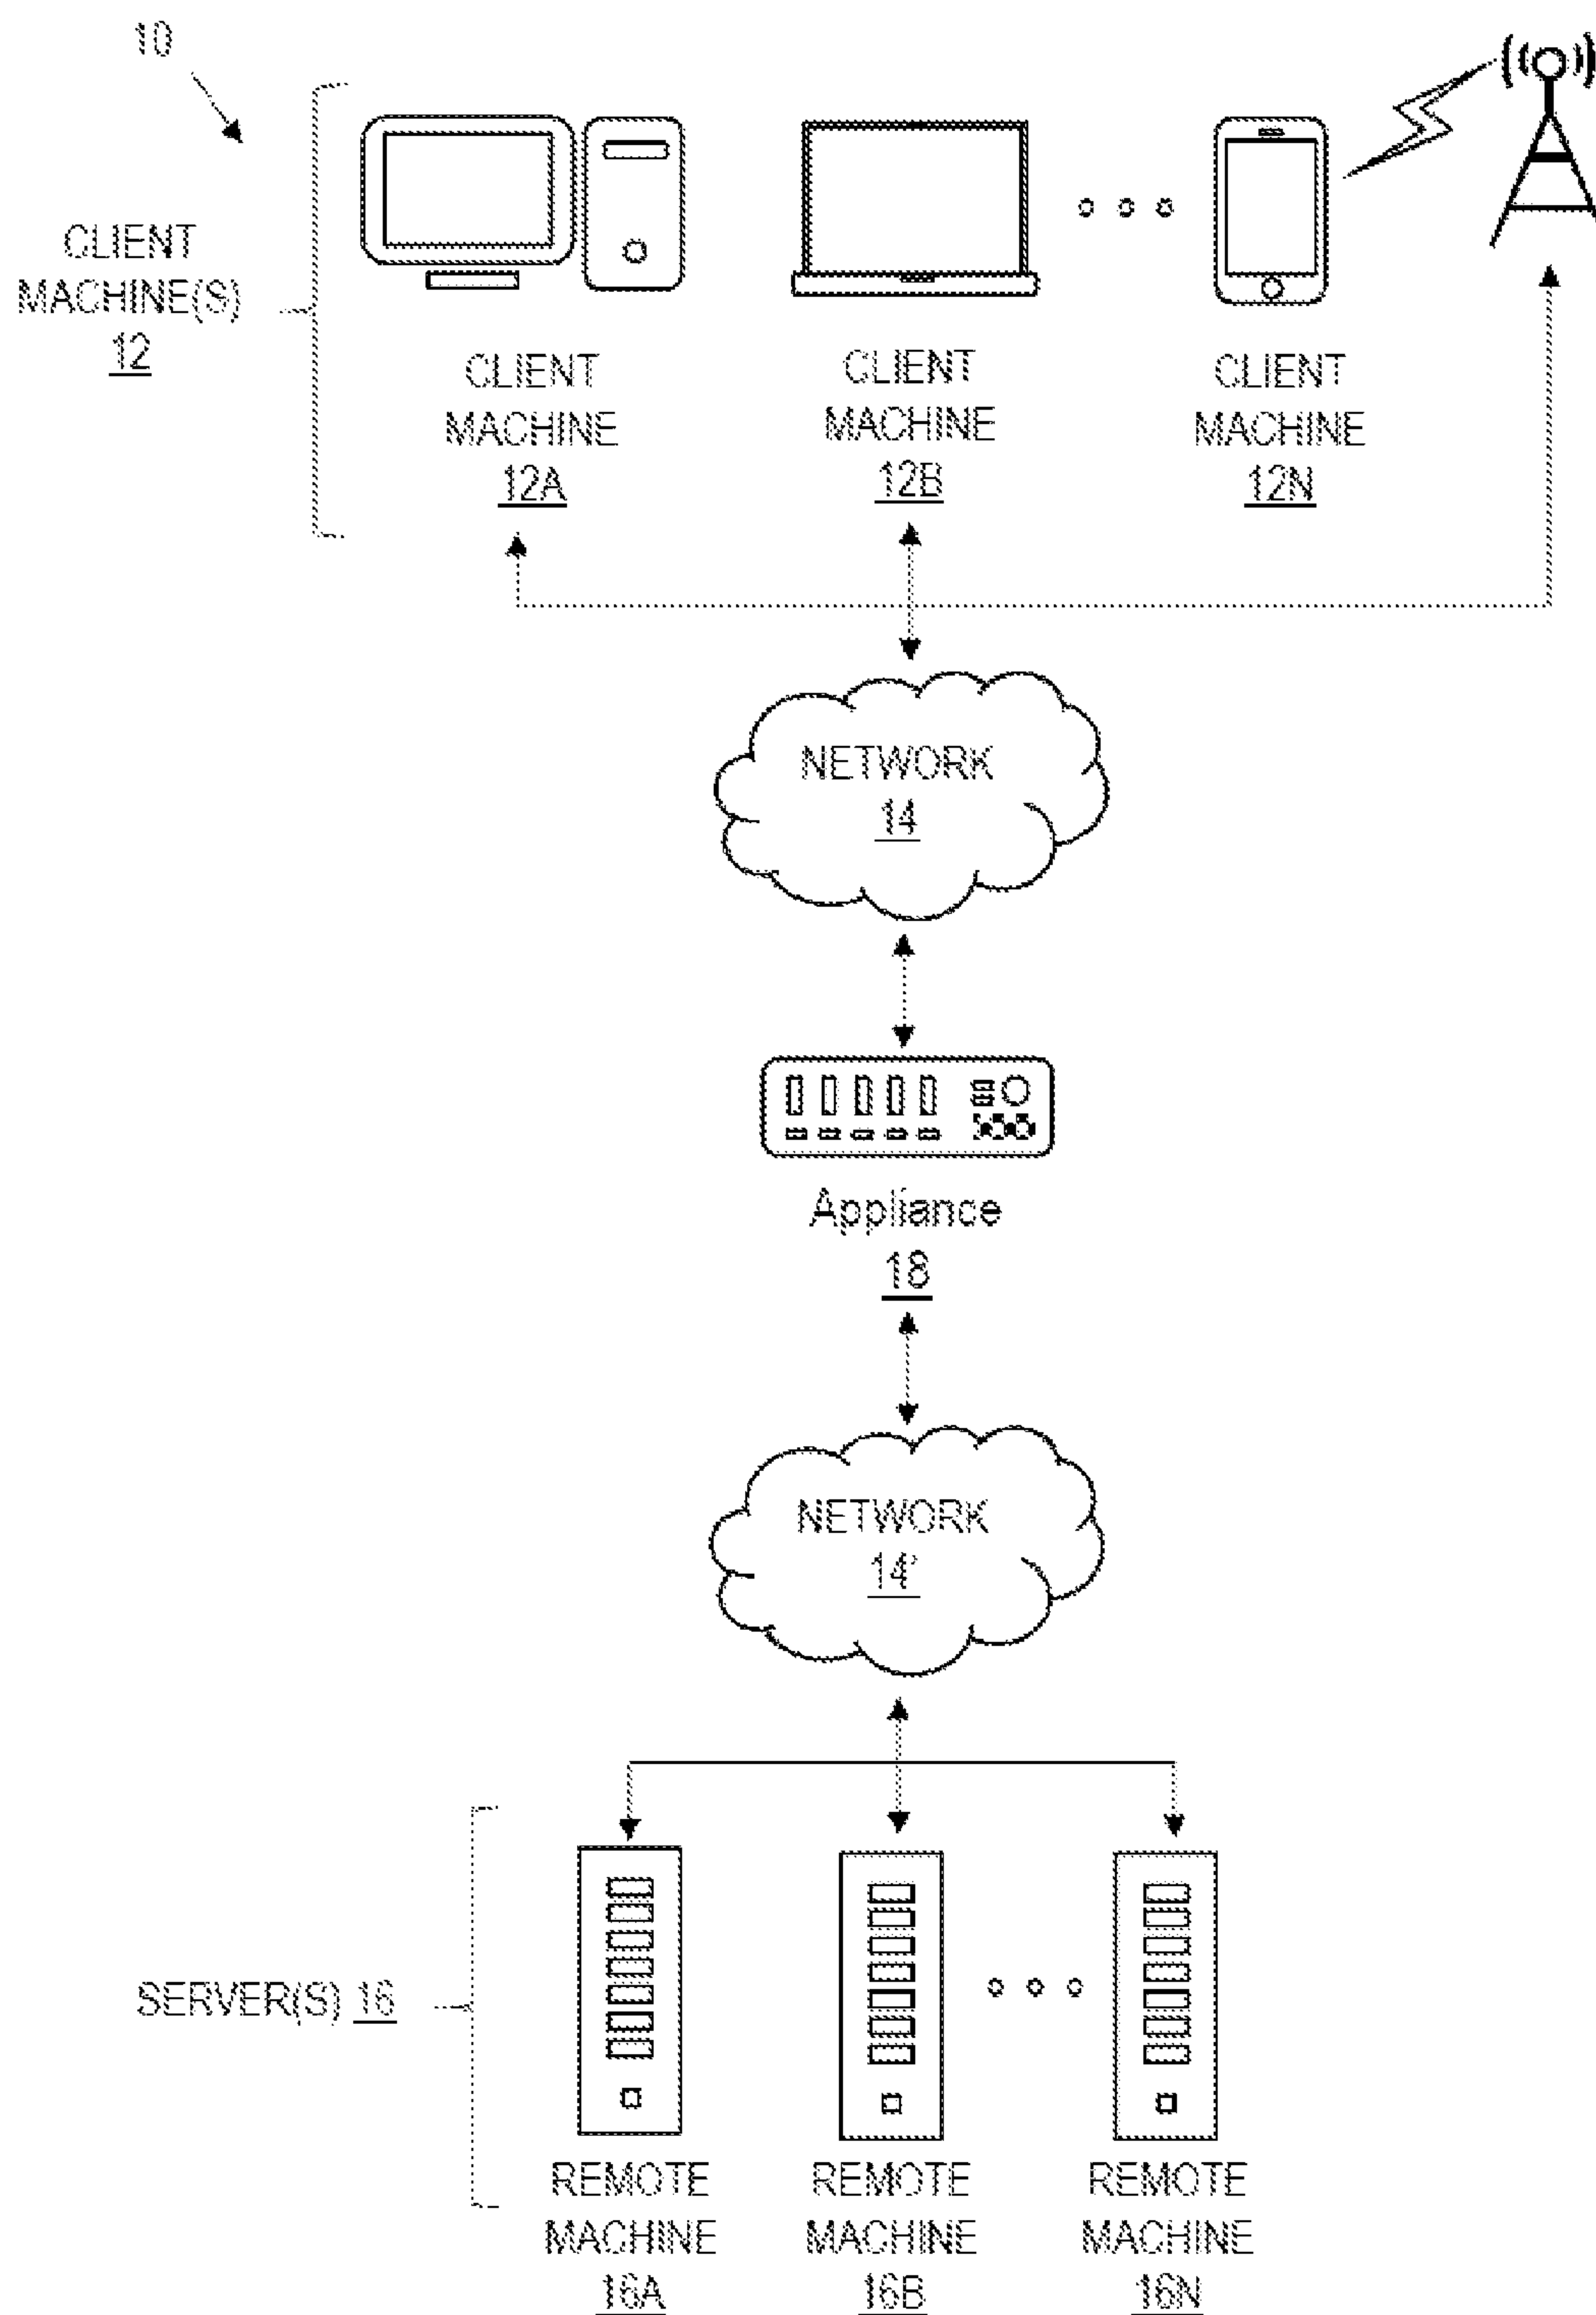 10
CLIENT
MACHINE(S)
12
CLIENT
MACHINE
12A
CLIENT
MACHINE
12B
CLIENT
MACHINE
12N
NETWORK
14
Appliance
18
NETWORK
14'
SERVER(S) 16
REMOTE
MACHINE
16A
REMOTE
MACHINE
16B
REMOTE
MACHINE
16N